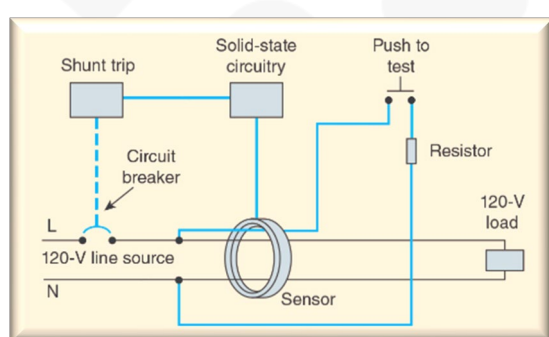 Shunt trip
Solid-state
circuitry
Push to
test
Circuit
breaker
Resistor
120-V
load
L
120-V line source
N
Sensor